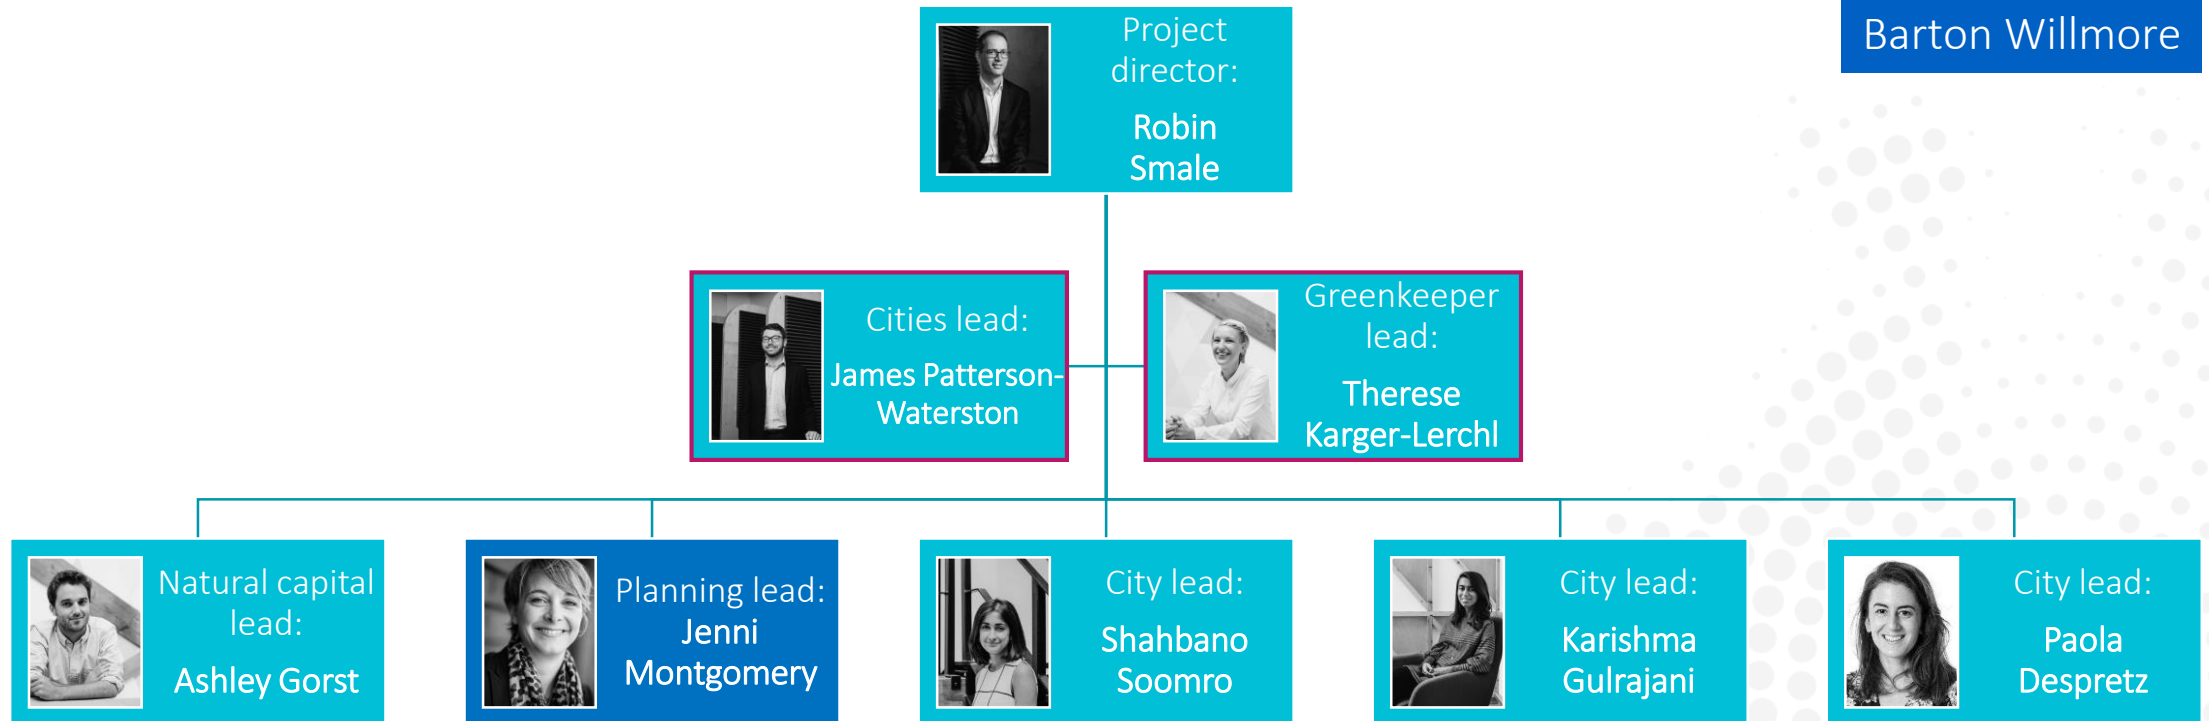 Barton Willmore
Project
director:
Robin
Smale
Cities lead:
James Patterson-
Waterston
Greenkeeper
lead:
Therese
Karger-Lerchl
Natural capital
lead:
Ashley Gorst
Planning lead:
Jenni
Montgomery
City lead:
Shahbano
Soomro
City lead:
Karishma
Gulrajani
City lead:
Paola
Despretz